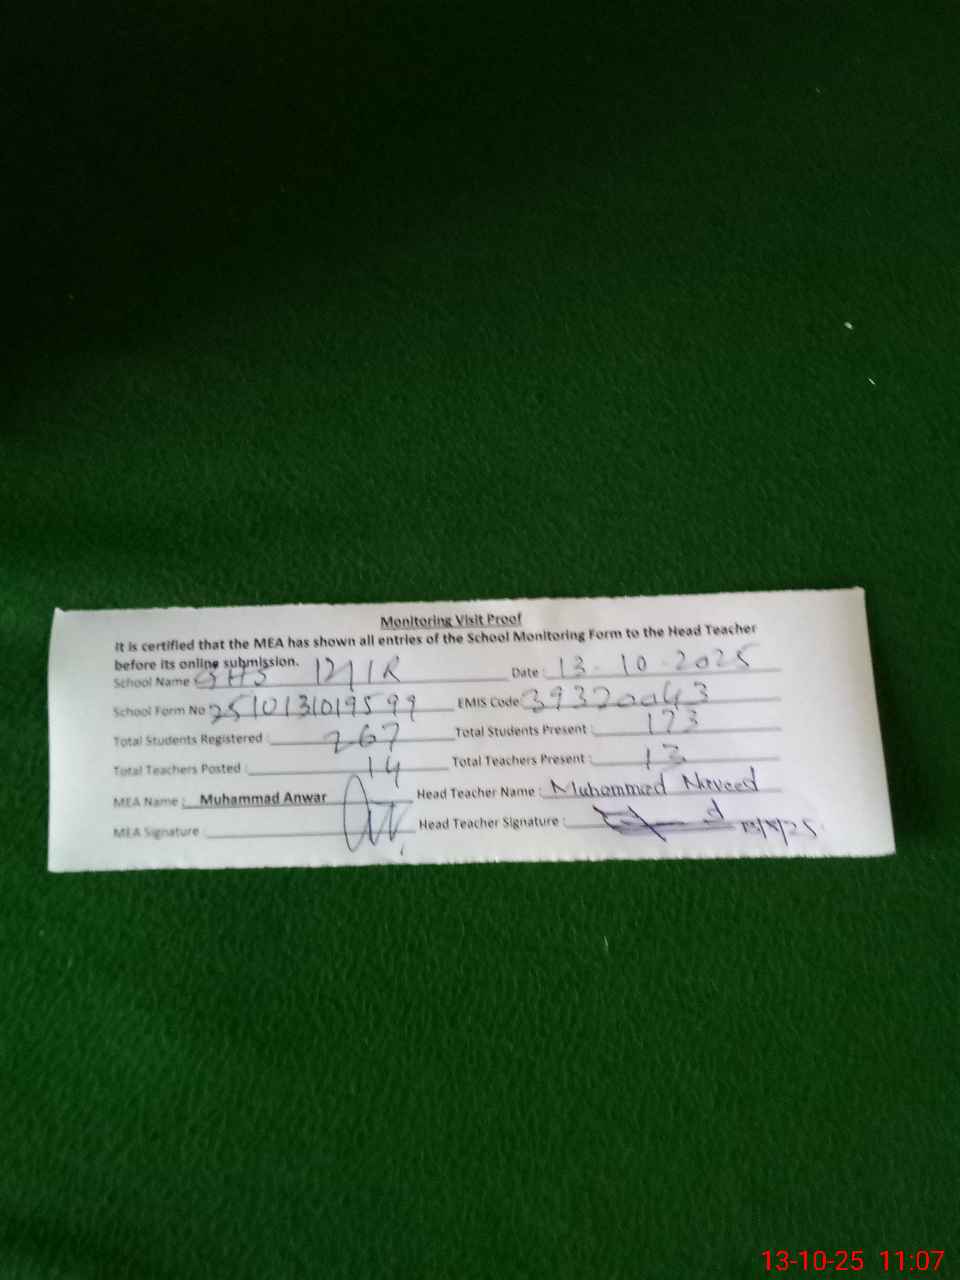 Monitoring Visit Proof
It is certified that the MEA has shown all entries of the School Monitoring Form to the Head Teacher
before its online submission.
School Name : GHS 121/1R Date : 13-10-2025
School Form No 2510131019599 EMIS Code 39320043
Total Students Registered : 267 Total Students Present : 173
Total Teachers Posted : 14 Total Teachers Present : 13
MEA Name : Muhammad Anwar Head Teacher Name : Muhammad Naveed
MEA Signature : Head Teacher Signature :
13-10-25 11:07